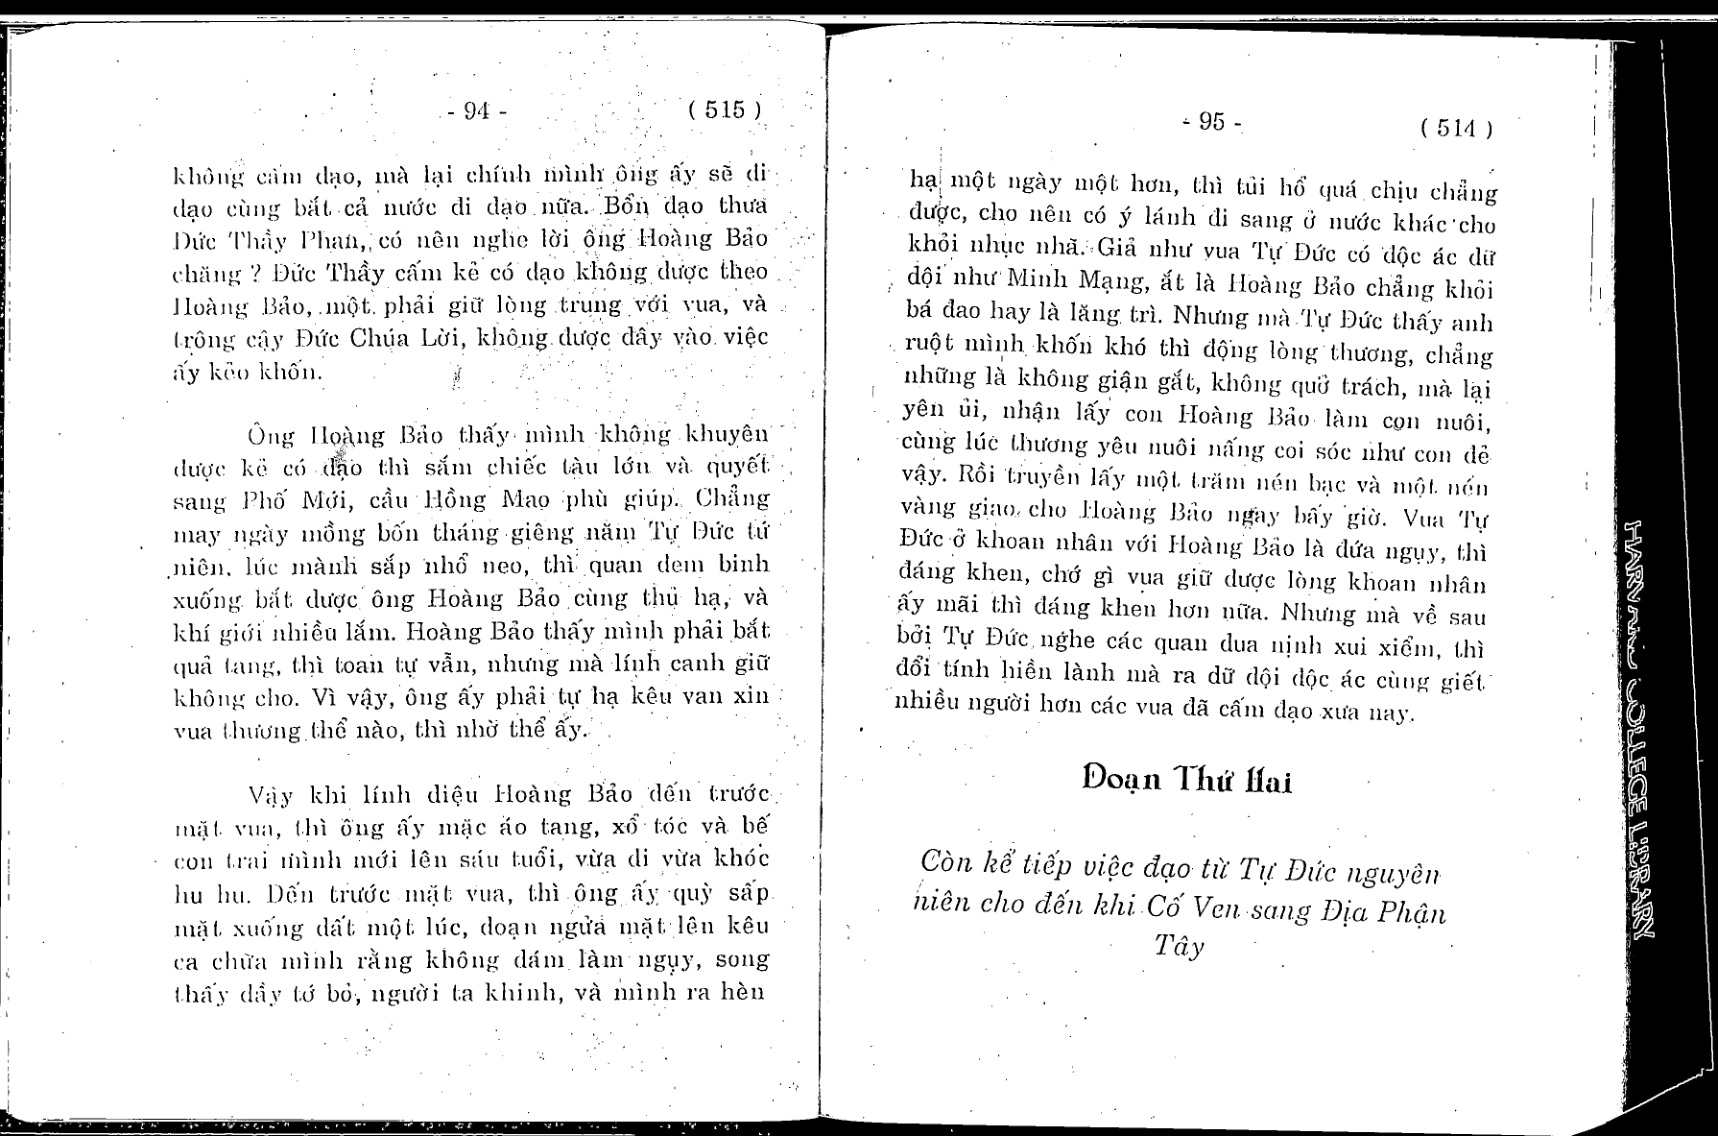 - 94 -
( 515 )
không cấm đạo, mà lại chính mình ông ấy sẽ đi
đạo cùng bắt cả nước đi đạo nữa. Bổn đạo thưa
Đức Thầy Phan, có nên nghe lời ông Hoàng Bảo
chăng ? Đức Thầy cấm kẻ có đạo không được theo
Hoàng Bảo, một phải giữ lòng trung với vua, và
trông cậy Đức Chúa Lời, không được dây vào việc
ấy kẻo khốn.
Ông Hoàng Bảo thấy mình không khuyên
được kẻ có đạo thì sắm chiếc tàu lớn và quyết
sang Phố Mới, cầu Hồng Mao phù giúp. Chẳng
may ngày mồng bốn tháng giêng năm Tự Đức tứ
niên. lúc mành sắp nhổ neo, thì quan đem binh
xuống bắt được ông Hoàng Bảo cùng thủ hạ, và
khí giới nhiều lắm. Hoàng Bảo thấy mình phải bắt
quả tang, thì toan tự vẫn, nhưng mà lính canh giữ
không cho. Vì vậy, ông ấy phải tự hạ kêu van xin
vua thương thể nào, thì nhờ thể ấy.
Vậy khi lính điệu Hoàng Bảo đến trước
mặt vua, thì ông ấy mặc áo tang, xổ tóc và bế
con trai mình mới lên sáu tuổi, vừa đi vừa khóc
hu hu. Đến trước mặt vua, thì ông ấy quỳ sấp
mặt xuống đất một lúc, đoạn ngửa mặt lên kêu
ca chữa mình rằng không dám làm ngụy, song
thấy đầy tớ bỏ, người ta khinh, và mình ra hèn
- 95 -
( 514 )
hạ một ngày một hơn, thì tủi hổ quá chịu chẳng
được, cho nên có ý lánh đi sang ở nước khác cho
khỏi nhục nhã. Giả như vua Tự Đức có độc ác dữ
dội như Minh Mạng, ắt là Hoàng Bảo chẳng khỏi
bá đao hay là lăng trì. Nhưng mà Tự Đức thấy anh
ruột mình khốn khó thì động lòng thương, chẳng
những là không giận gắt, không quở trách, mà lại
yên ủi, nhận lấy con Hoàng Bảo làm con nuôi,
cùng lúc thương yêu nuôi nấng coi sóc như con đẻ
vậy. Rồi truyền lấy một trăm nén bạc và một nén
vàng giao cho Hoàng Bảo ngay bấy giờ. Vua Tự
Đức ở khoan nhân với Hoàng Bảo là đứa ngụy, thì
đáng khen, chớ gì vua giữ được lòng khoan nhân
ấy mãi thì đáng khen hơn nữa. Nhưng mà về sau
bởi Tự Đức nghe các quan dua nịnh xui xiểm, thì
đổi tính hiền lành mà ra dữ dội độc ác cùng giết
nhiều người hơn các vua đã cấm đạo xưa nay.
Đoạn Thứ Hai
Còn kể tiếp việc đạo từ Tự Đức nguyên
niên cho đến khi Cố Ven sang Địa Phận
Tây
HARVARD COLLEGE LIBRARY